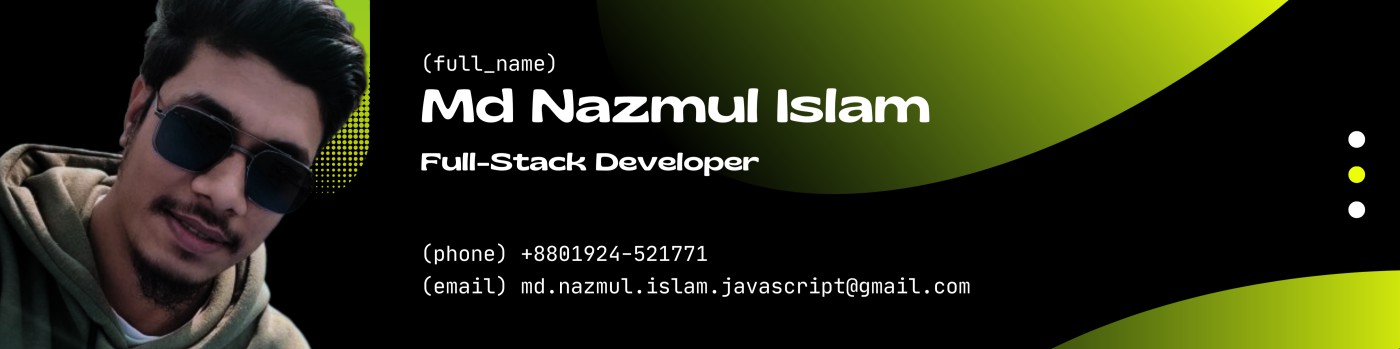 (full_name)
Md Nazmul Islam
Full-Stack Developer
(phone) +8801924-521771
(email) md.nazmul.islam.javascript@gmail.com